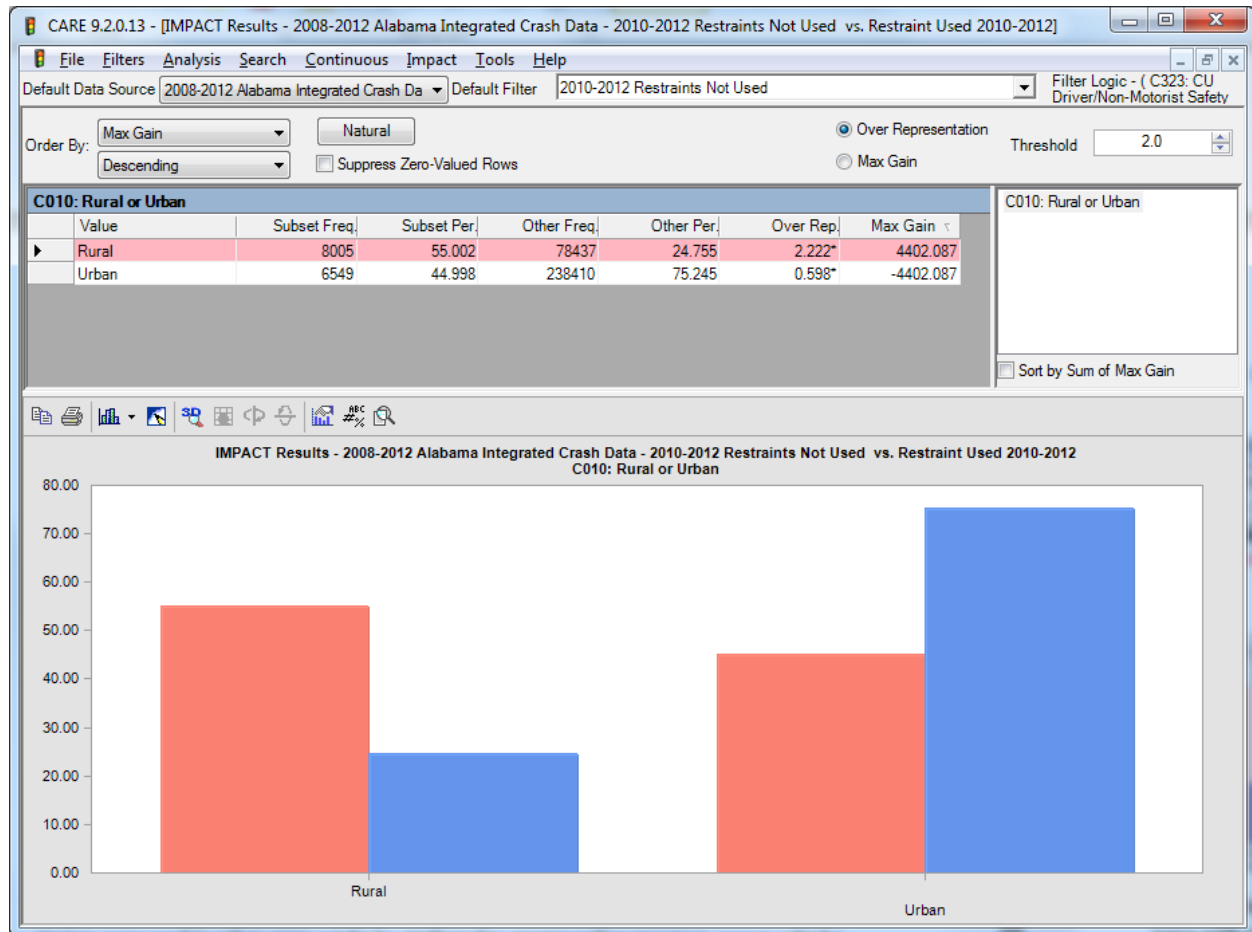 CARE 9.2.0.13 - [IMPACT Results - 2008-2012 Alabama Integrated Crash Data - 2010-2012 Restraints Not Used vs. Restraint Used 2010-2012]
File Filters Analysis Search Continuous Impact Tools Help
Default Data Source 2008-2012 Alabama Integrated Crash Da Default Filter 2010-2012 Restraints Not Used Filter Logic - ( C323: CU
Driver/Non-Motorist Safety
Order By: Max Gain Natural Over Representation Threshold 2.0
Descending Suppress Zero-Valued Rows Max Gain
C010: Rural or Urban C010: Rural or Urban
Value Subset Freq. Subset Per. Other Freq. Other Per. Over Rep. Max Gain
Rural 8005 55.002 78437 24.755 2.222* 4402.087
Urban 6549 44.998 238410 75.245 0.598* -4402.087
Sort by Sum of Max Gain
3D ABC #%
IMPACT Results - 2008-2012 Alabama Integrated Crash Data - 2010-2012 Restraints Not Used vs. Restraint Used 2010-2012
C010: Rural or Urban
80.00
70.00
60.00
50.00
40.00
30.00
20.00
10.00
0.00
Rural
Urban